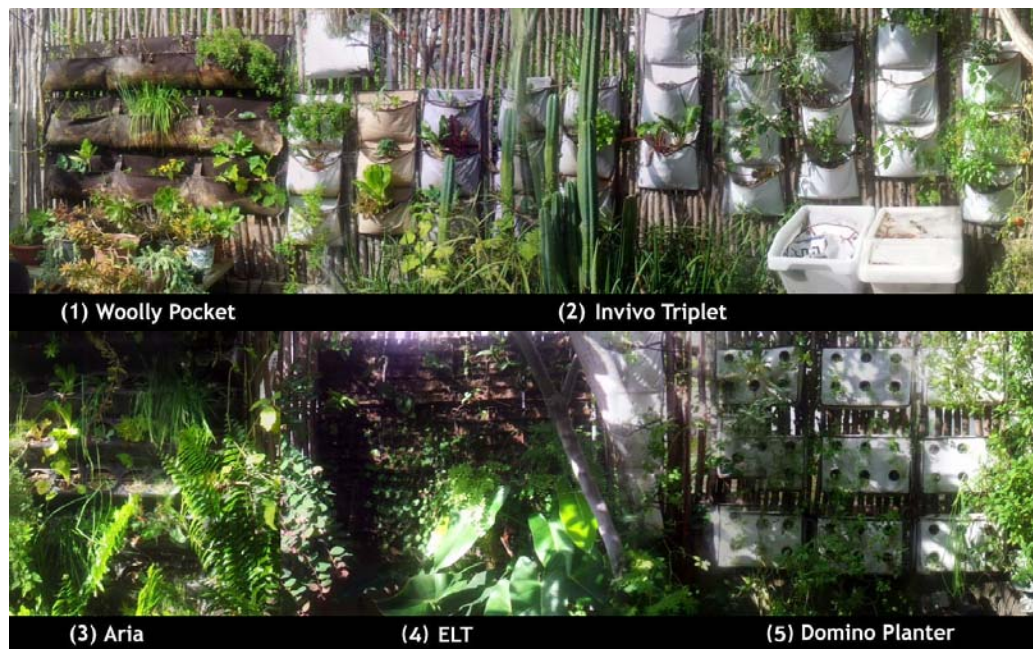 (1) Woolly Pocket
(2) Invivo Triplet
(3) Aria
(4) ELT
(5) Domino Planter